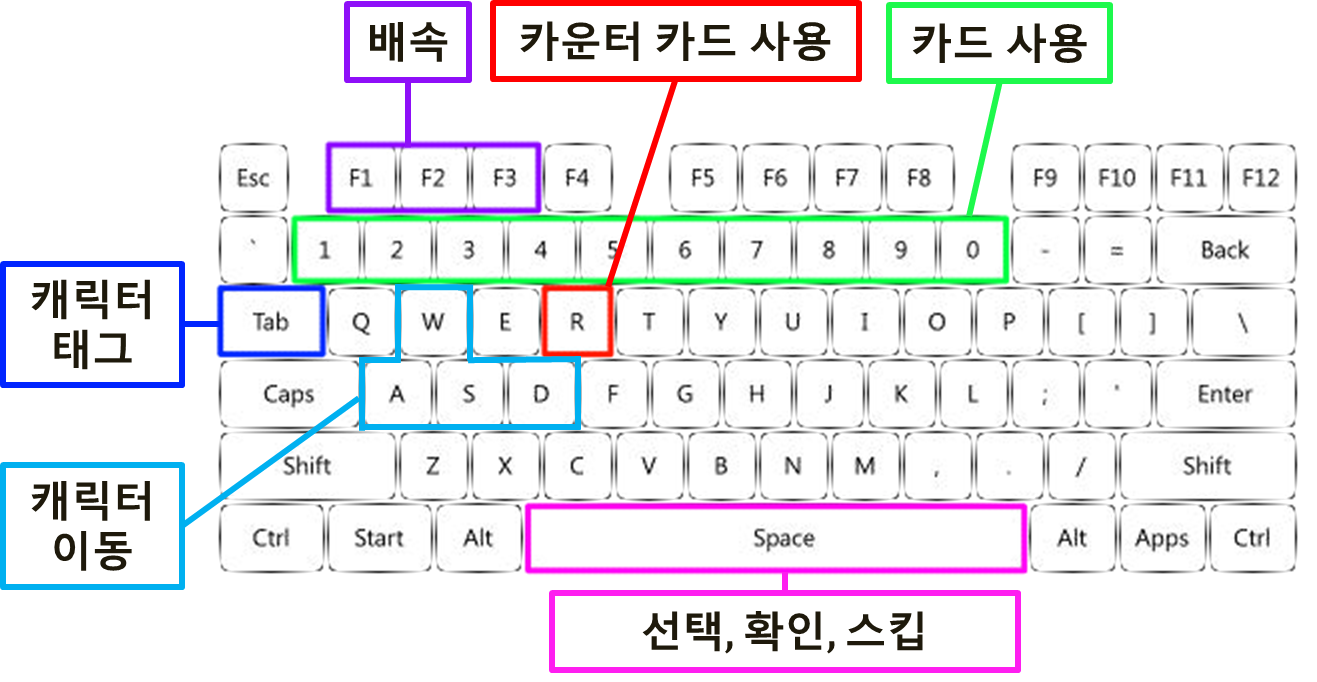 배속
카운터 카드 사용
카드 사용
Esc F1 F2 F3 F4 F5 F6 F7 F8 F9 F10 F11 F12
` 1 2 3 4 5 6 7 8 9 0 - = Back
캐릭터
태그
Tab Q W E R T Y U I O P [ ] \
Caps A S D F G H J K L ; ' Enter
캐릭터
이동
Shift Z X C V B N M , . / Shift
Ctrl Start Alt Space Alt Apps Ctrl
선택, 확인, 스킵